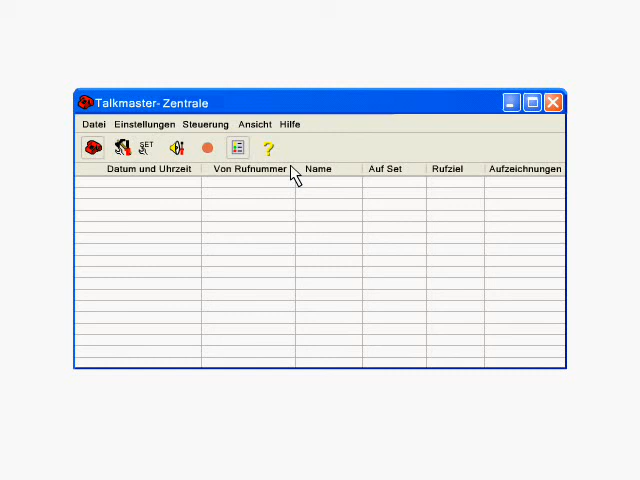 Talkmaster- Zentrale
Datei Einstellungen Steuerung Ansicht Hilfe
SET
Datum und Uhrzeit Von Rufnummer Name Auf Set Rufziel Aufzeichnungen